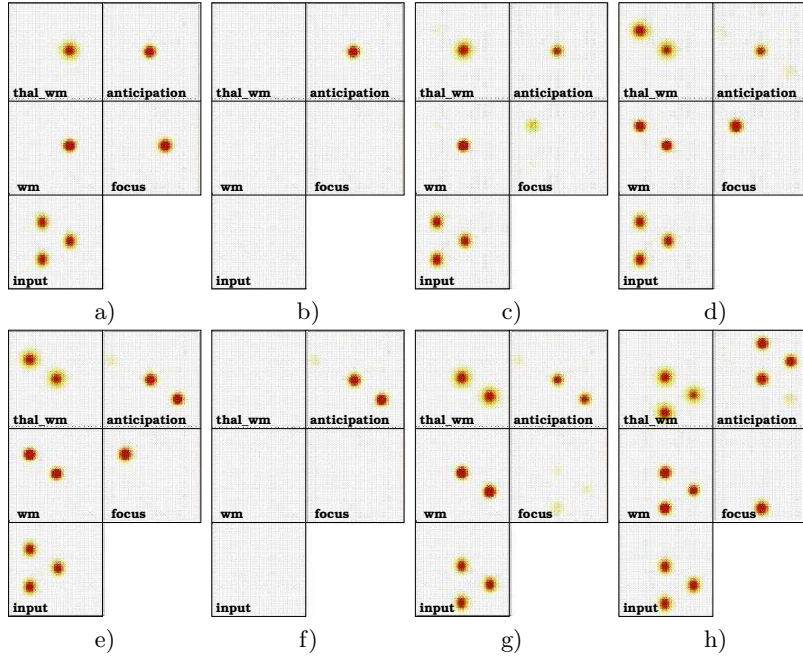 thal_wm anticipation thal_wm anticipation thal_wm anticipation thal_wm anticipation
wm focus wm focus wm focus wm focus
input input input input
a) b) c) d)
thal_wm anticipation thal_wm anticipation thal_wm anticipation thal_wm anticipation
wm focus wm focus wm focus wm focus
input input input input
e) f) g) h)